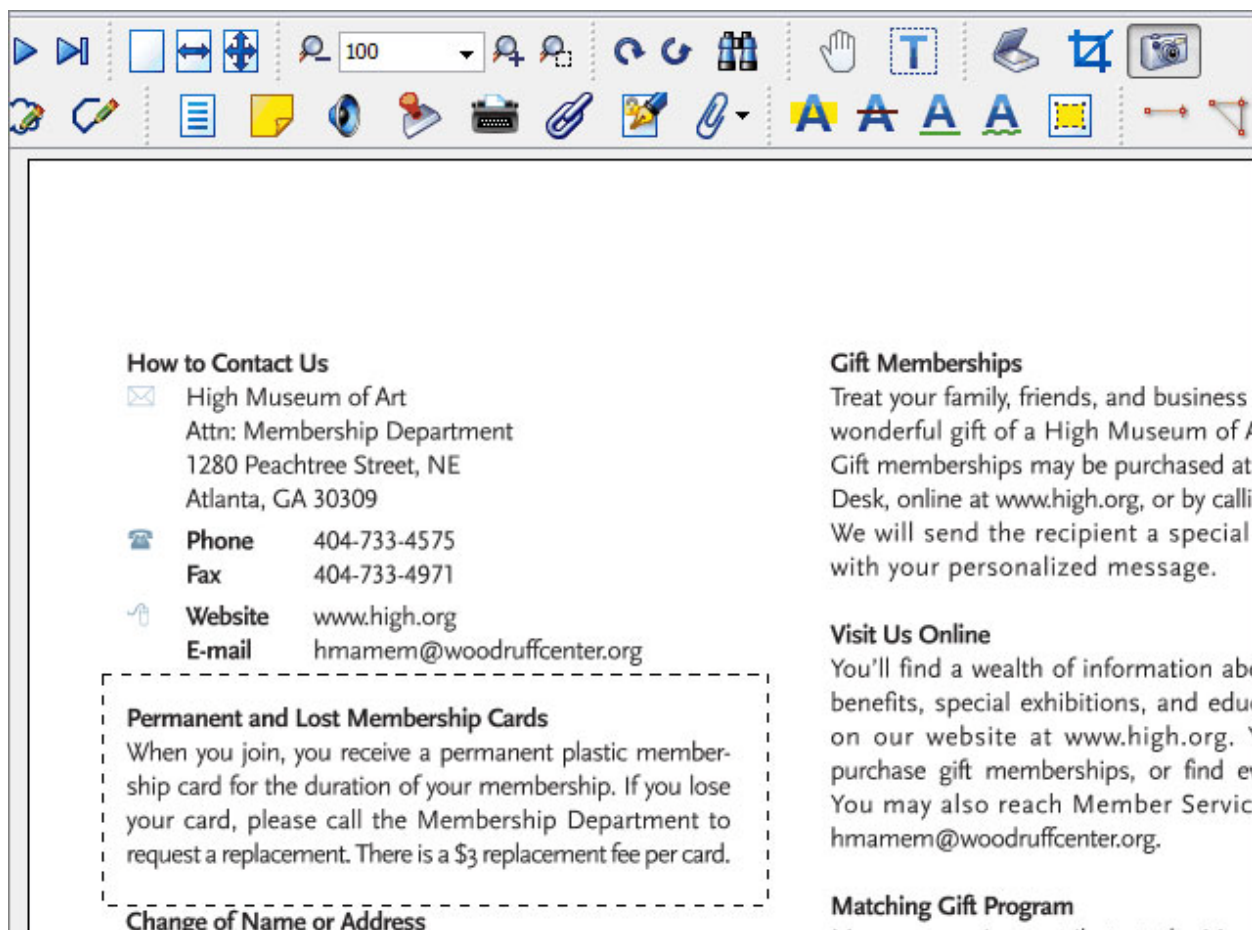 100
T
A A A A
How to Contact Us
High Museum of Art
Attn: Membership Department
1280 Peachtree Street, NE
Atlanta, GA 30309
Phone 404-733-4575
Fax 404-733-4971
Website www.high.org
E-mail hmamem@woodruffcenter.org
Permanent and Lost Membership Cards
When you join, you receive a permanent plastic member-
ship card for the duration of your membership. If you lose
your card, please call the Membership Department to
request a replacement. There is a $3 replacement fee per card.
Change of Name or Address
Gift Memberships
Treat your family, friends, and business
wonderful gift of a High Museum of A
Gift memberships may be purchased at
Desk, online at www.high.org, or by calli
We will send the recipient a special
with your personalized message.
Visit Us Online
You'll find a wealth of information abo
benefits, special exhibitions, and educ
on our website at www.high.org. Y
purchase gift memberships, or find ev
You may also reach Member Servic
hmamem@woodruffcenter.org.
Matching Gift Program